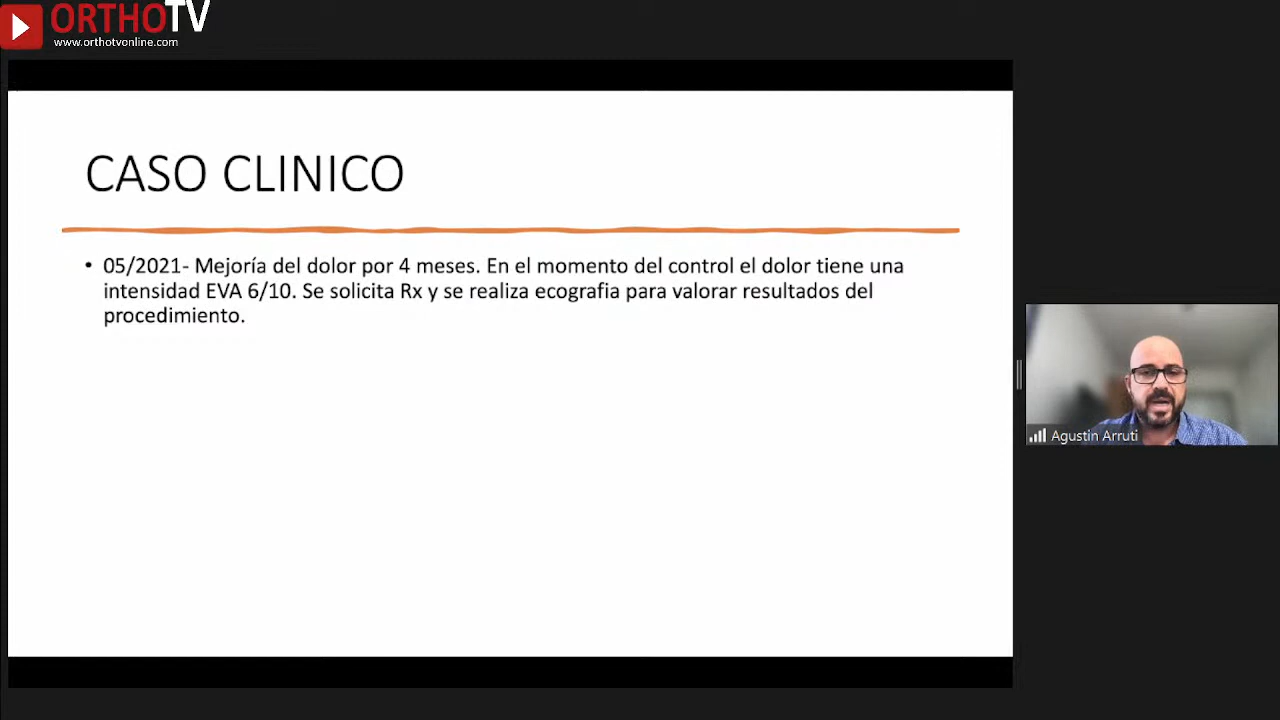 ORTHOTV
www.orthotvonline.com
CASO CLINICO
• 05/2021- Mejoría del dolor por 4 meses. En el momento del control el dolor tiene una
intensidad EVA 6/10. Se solicita Rx y se realiza ecografia para valorar resultados del
procedimiento.
Agustin Arruti